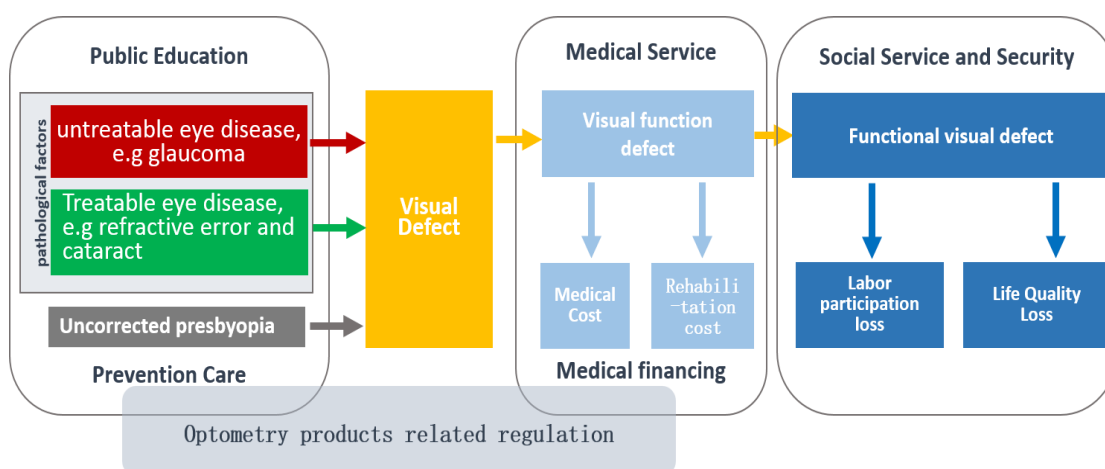 Public Education
pathological factors
untreatable eye disease,
e.g glaucoma
Treatable eye disease,
e.g refractive error and
cataract
Uncorrected presbyopia
Prevention Care
Visual
Defect
Medical Service
Visual function
defect
Medical
Cost
Rehabili
-tation
cost
Medical financing
Social Service and Security
Functional visual defect
Labor
participation
loss
Life Quality
Loss
Optometry products related regulation